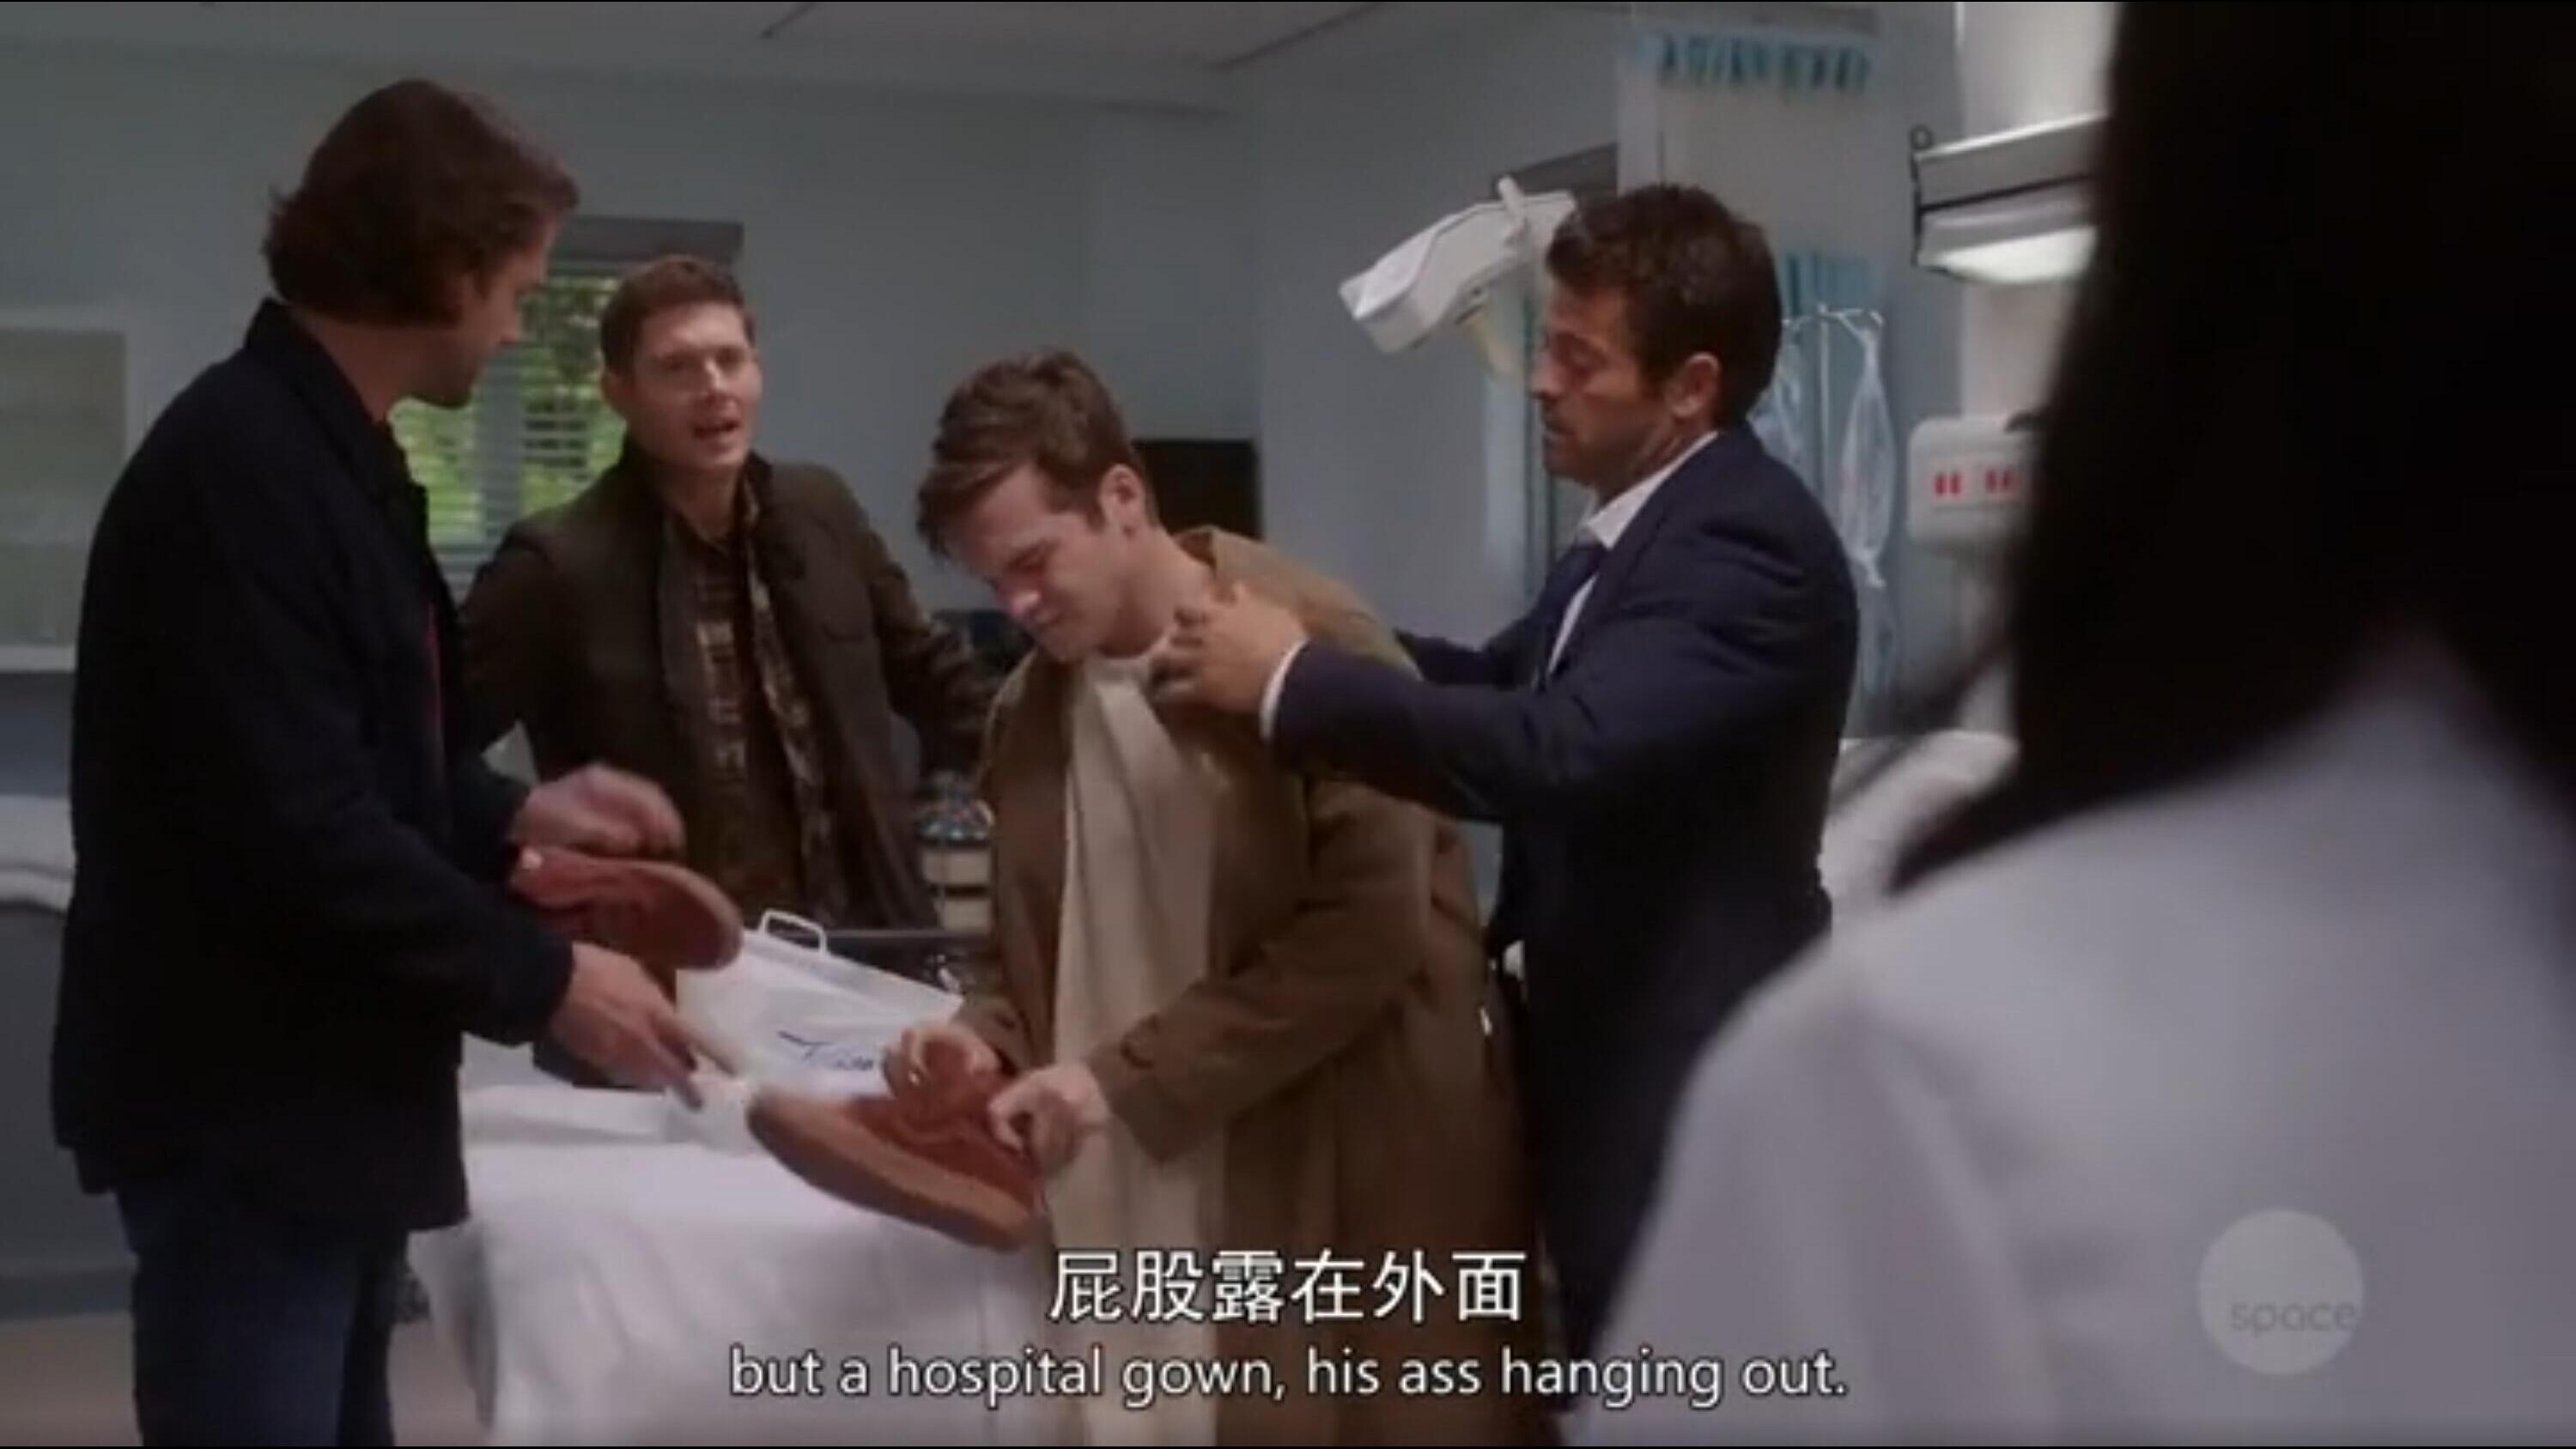 屁股露在外面
but a hospital gown, his ass hanging out.
space